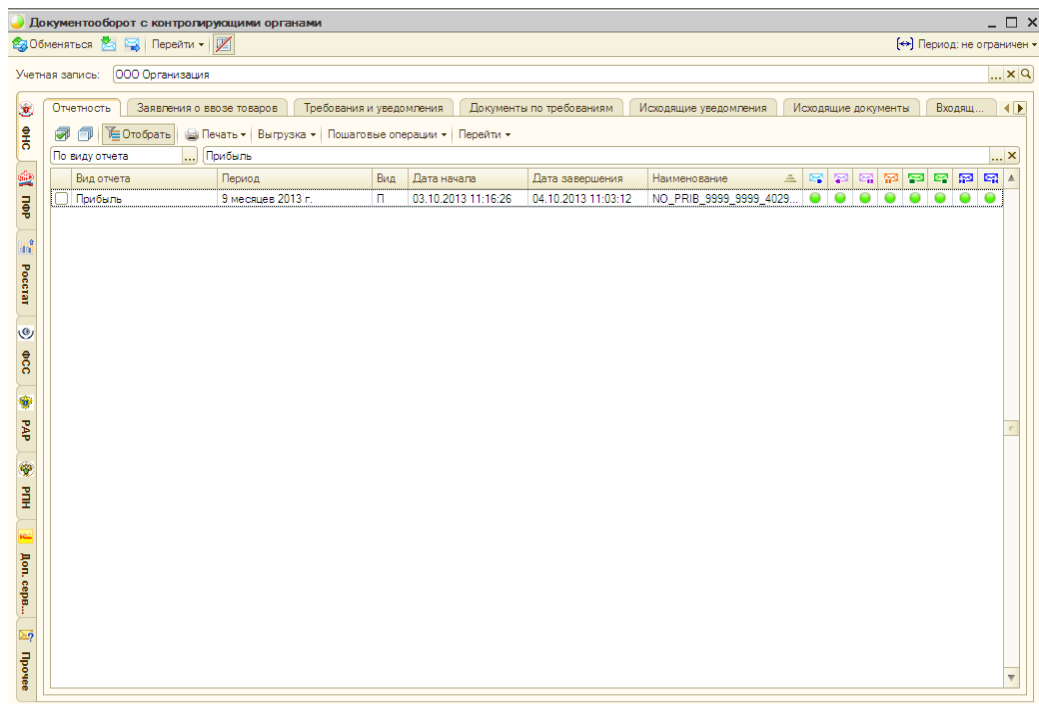 Документооборот с контролирующими органами
Обменяться Перейти Период: не ограничен
Учетная запись: ООО Организация ...
Отчетность Заявления о ввозе товаров Требования и уведомления Документы по требованиям Исходящие уведомления Исходящие документы Входящ...
Отобрать Печать Выгрузка Пошаговые операции Перейти
По виду отчета ... Прибыль ...
Вид отчета Период Вид Дата начала Дата завершения Наименование
Прибыль 9 месяцев 2013 г. П 03.10.2013 11:16:26 04.10.2013 11:03:12 NO_PRIB_9999_9999_4029...
ФНС
ПФР
Росстат
ФСС
РАР
РПН
Доп. серв...
Прочее